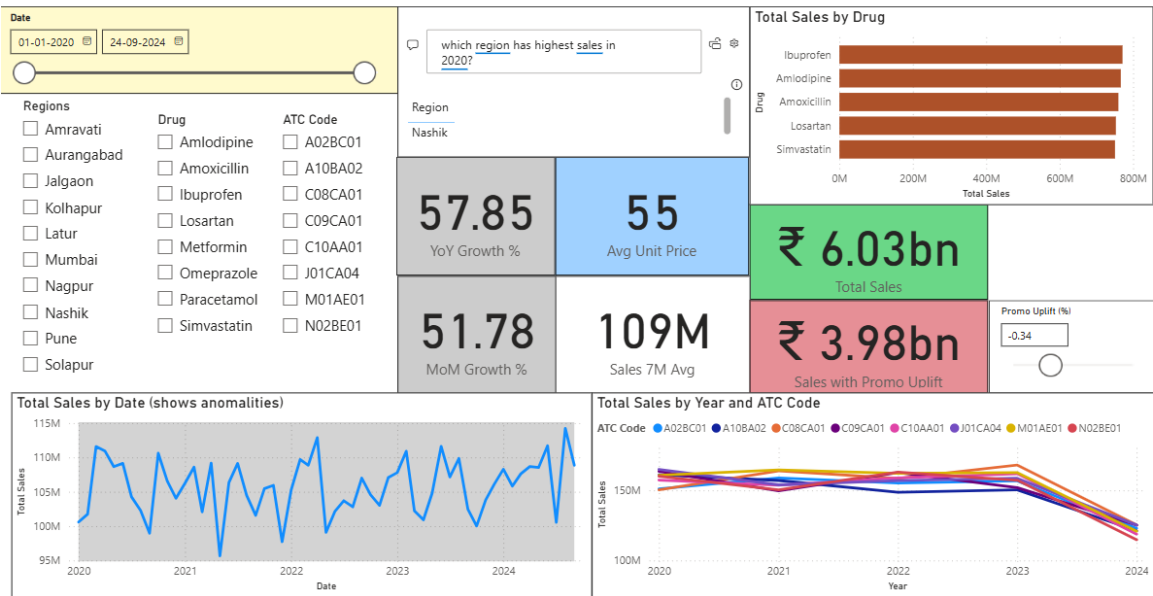 Date
01-01-2020
24-09-2024
Regions
Amravati
Aurangabad
Jalgaon
Kolhapur
Latur
Mumbai
Nagpur
Nashik
Pune
Solapur
Drug
Amlodipine
Amoxicillin
Ibuprofen
Losartan
Metformin
Omeprazole
Paracetamol
Simvastatin
ATC Code
A02BC01
A10BA02
C08CA01
C09CA01
C10AA01
J01CA04
M01AE01
N02BE01
which region has highest sales in
2020?
Region
Nashik
57.85
YoY Growth %
55
Avg Unit Price
51.78
MoM Growth %
109M
Sales 7M Avg
Total Sales by Drug
Drug
Ibuprofen
Amlodipine
Amoxicillin
Losartan
Simvastatin
0M 200M 400M 600M 800M
Total Sales
₹ 6.03bn
Total Sales
₹ 3.98bn
Sales with Promo Uplift
Promo Uplift (%)
-0.34
Total Sales by Date (shows anomalities)
Total Sales
115M
110M
105M
100M
95M
2020 2021 2022 2023 2024
Date
Total Sales by Year and ATC Code
ATC Code A02BC01 A10BA02 C08CA01 C09CA01 C10AA01 J01CA04 M01AE01 N02BE01
Total Sales
150M
100M
2020 2021 2022 2023 2024
Year